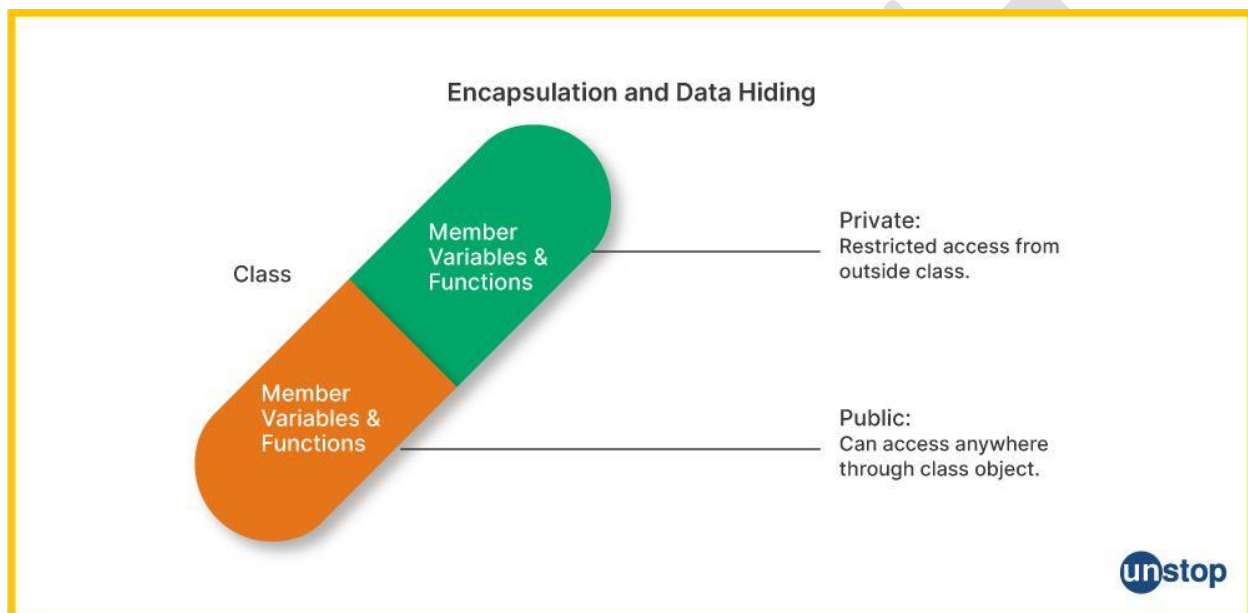 Encapsulation and Data Hiding
Member
Variables &
Functions
Private:
Restricted access from
outside class.
Class
Member
Variables &
Functions
Public:
Can access anywhere
through class object.
unstop